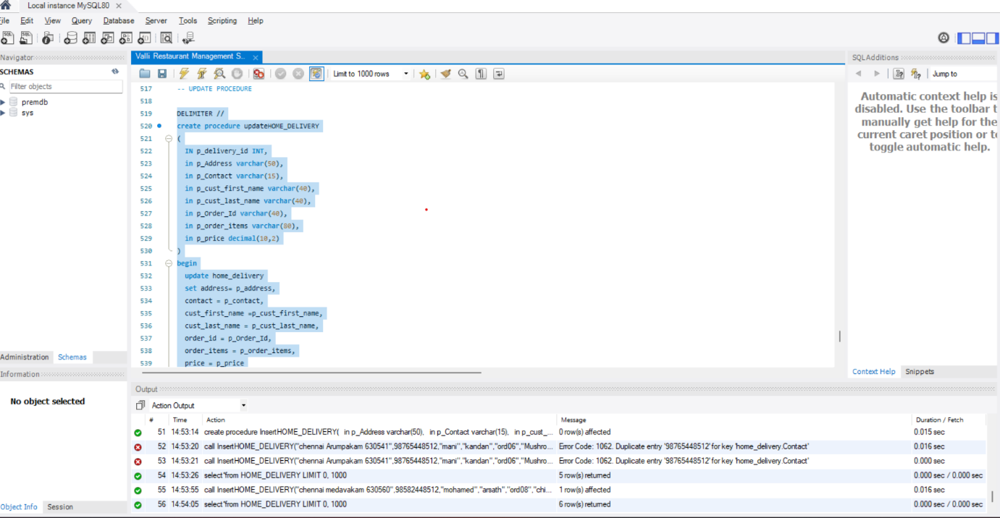 Local instance MySQL80 ×
File Edit View Query Database Server Tools Scripting Help
Navigator
SCHEMAS
Filter objects
premdb
sys
Administration Schemas
Information
No object selected
Object Info Session
Valli Restaurant Management S... ×
Limit to 1000 rows
517 -- UPDATE PROCEDURE
518
519 DELIMITER //
520 create procedure updateHOME_DELIVERY
521 (
522 IN p_delivery_id INT,
523 in p_Address varchar(50),
524 in p_Contact varchar(15),
525 in p_cust_first_name varchar(40),
526 in p_cust_last_name varchar(40),
527 in p_Order_Id varchar(40),
528 in p_order_items varchar(80),
529 in p_price decimal(10,2)
530 )
531 begin
532 update home_delivery
533 set address= p_address,
534 contact = p_contact,
535 cust_first_name =p_cust_first_name,
536 cust_last_name = p_cust_last_name,
537 order_id = p_Order_Id,
538 order_items = p_order_items,
539 price = p_price
Output
Action Output
# Time Action Message Duration / Fetch
51 14:53:14 create procedure InsertHOME_DELIVERY( in p_Address varchar(50), in p_Contact varchar(15), in p_cust_... 0 row(s) affected 0.015 sec
52 14:53:20 call InsertHOME_DELIVERY("chennai Arumpakam 630541",98765448512,"mani","kandan","ord06","Mushro... Error Code: 1062. Duplicate entry '98765448512' for key 'home_delivery.Contact' 0.016 sec
53 14:53:21 call InsertHOME_DELIVERY("chennai Arumpakam 630541",98765448512,"mani","kandan","ord06","Mushro... Error Code: 1062. Duplicate entry '98765448512' for key 'home_delivery.Contact' 0.000 sec
54 14:53:26 select*from HOME_DELIVERY LIMIT 0, 1000 5 row(s) returned 0.000 sec / 0.000 sec
55 14:53:55 call InsertHOME_DELIVERY("chennai medavakam 630560",98582448512,"mohamed","arsath","ord08","chi... 1 row(s) affected 0.016 sec
56 14:54:05 select*from HOME_DELIVERY LIMIT 0, 1000 6 row(s) returned 0.000 sec / 0.000 sec
SQLAdditions
Jump to
Automatic context help is
disabled. Use the toolbar t
manually get help for the
current caret position or to
toggle automatic help.
Context Help Snippets